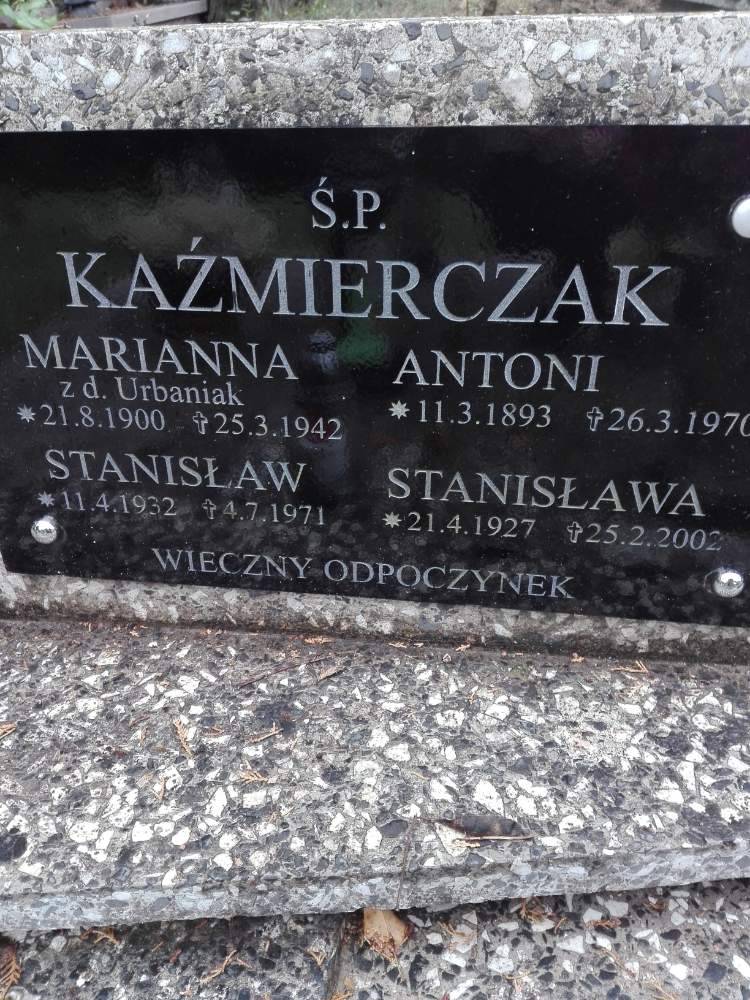 Ś.P.
KAŹMIERCZAK
MARIANNA ANTONI
z d. Urbaniak
*21.8.1900 ✝25.3.1942 *11.3.1893 ✝26.3.1970
STANISŁAW STANISŁAWA
*11.4.1932 ✝4.7.1971 *21.4.1927 ✝25.2.2002
WIECZNY ODPOCZYNEK